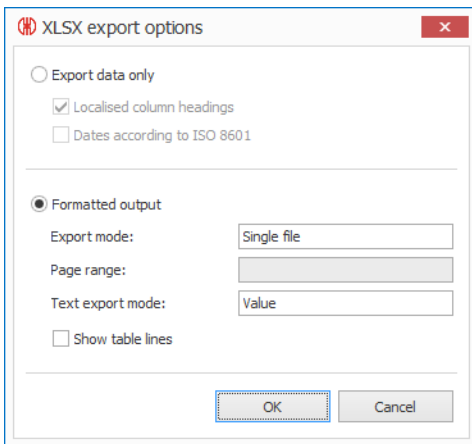 XLSX export options
Export data only
Localised column headings
Dates according to ISO 8601
Formatted output
Export mode: Single file
Page range:
Text export mode: Value
Show table lines
OK Cancel